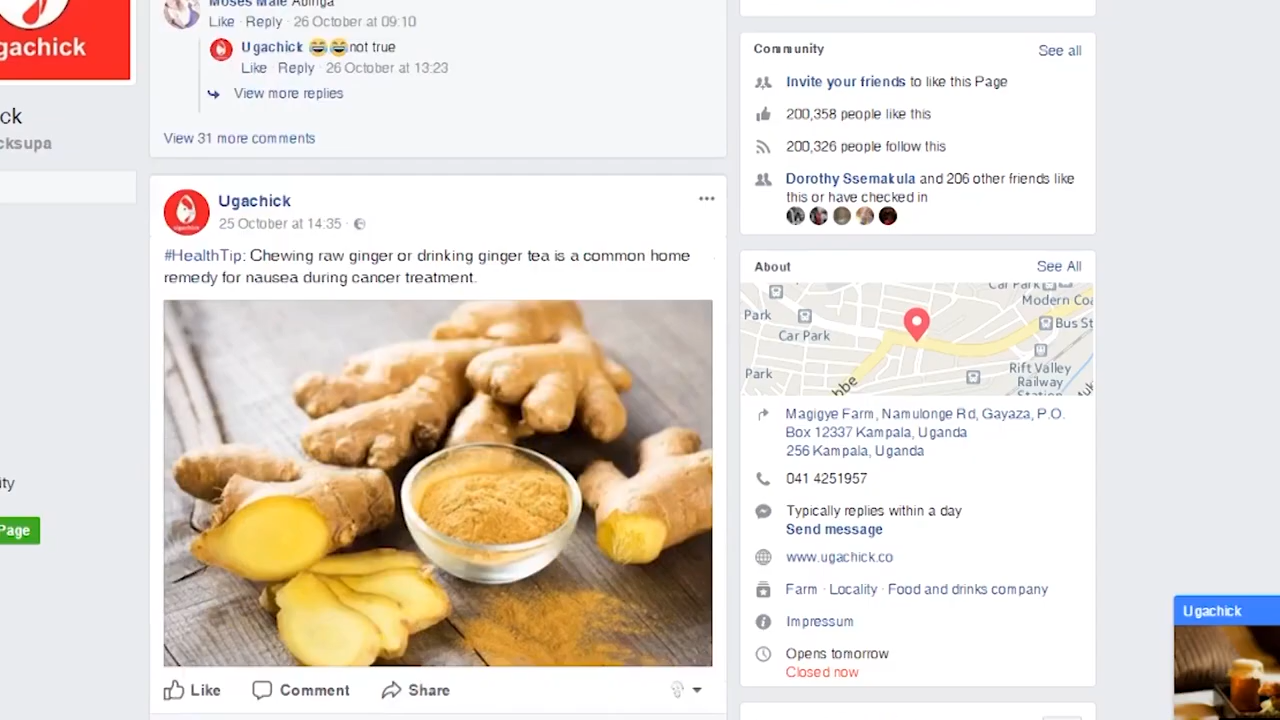 gachick
ck
cksupa
ity
Page
Moses Male Abinga
Like · Reply · 26 October at 09:10
Ugachick 😂😂 not true
Like · Reply · 26 October at 13:23
View more replies
View 31 more comments
Ugachick
25 October at 14:35 ·
#HealthTip: Chewing raw ginger or drinking ginger tea is a common home
remedy for nausea during cancer treatment.
Like Comment Share
Community
See all
Invite your friends to like this Page
200,358 people like this
200,326 people follow this
Dorothy Ssemakula and 206 other friends like
this or have checked in
About
See All
Car Park
Modern Coa
Park
Bus St
Car Park
Rift Valley
Railway
Station
Park
bbe
Magigye Farm, Namulonge Rd, Gayaza, P.O.
Box 12337 Kampala, Uganda
256 Kampala, Uganda
041 4251957
Typically replies within a day
Send message
www.ugachick.co
Farm · Locality · Food and drinks company
Impressum
Opens tomorrow
Closed now
Ugachick